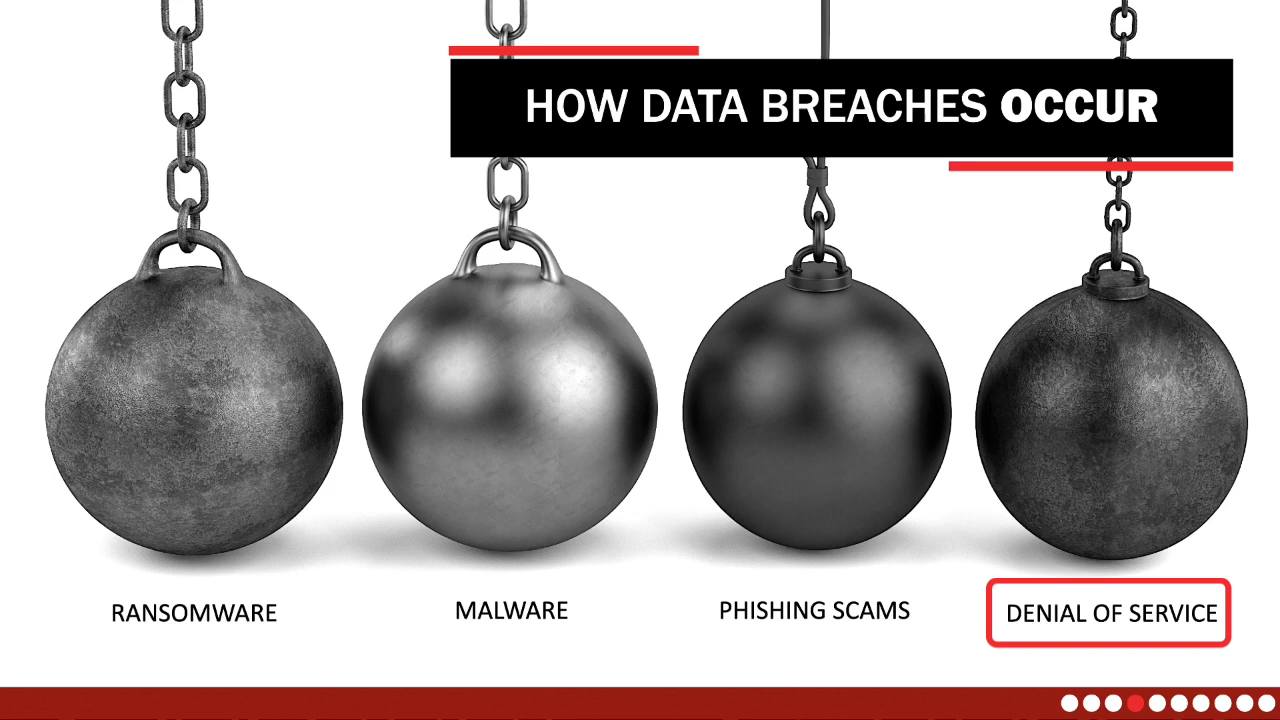 HOW DATA BREACHES OCCUR
RANSOMWARE
MALWARE
PHISHING SCAMS
DENIAL OF SERVICE